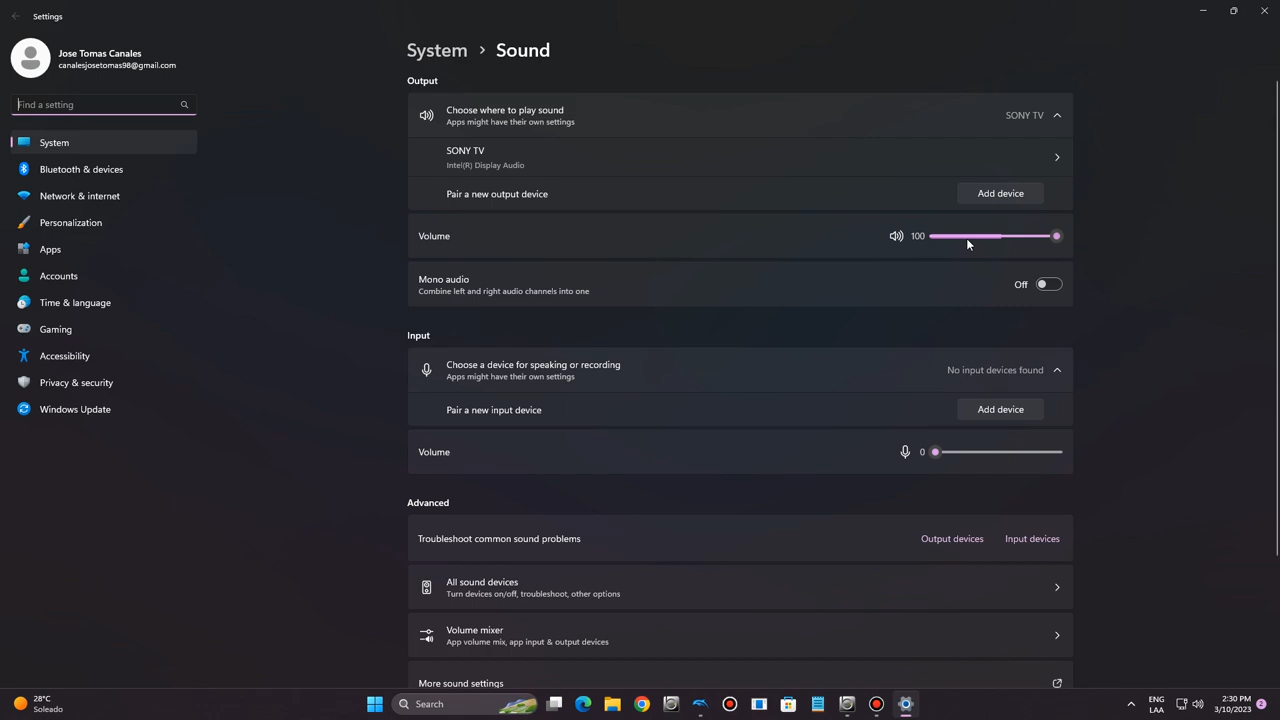 Settings
Jose Tomas Canales
canalesjosetomas98@gmail.com
Find a setting
System
Bluetooth & devices
Network & internet
Personalization
Apps
Accounts
Time & language
Gaming
Accessibility
Privacy & security
Windows Update
System > Sound
Output
Choose where to play sound
Apps might have their own settings
SONY TV
SONY TV
Intel(R) Display Audio
Pair a new output device
Add device
Volume
100
Mono audio
Combine left and right audio channels into one
Off
Input
Choose a device for speaking or recording
Apps might have their own settings
No input devices found
Pair a new input device
Add device
Volume
0
Advanced
Troubleshoot common sound problems
Output devices
Input devices
All sound devices
Turn devices on/off, troubleshoot, other options
Volume mixer
App volume mix, app input & output devices
More sound settings
28°C
Soleado
Search
ENG
LAA
2:30 PM
3/10/2023
2